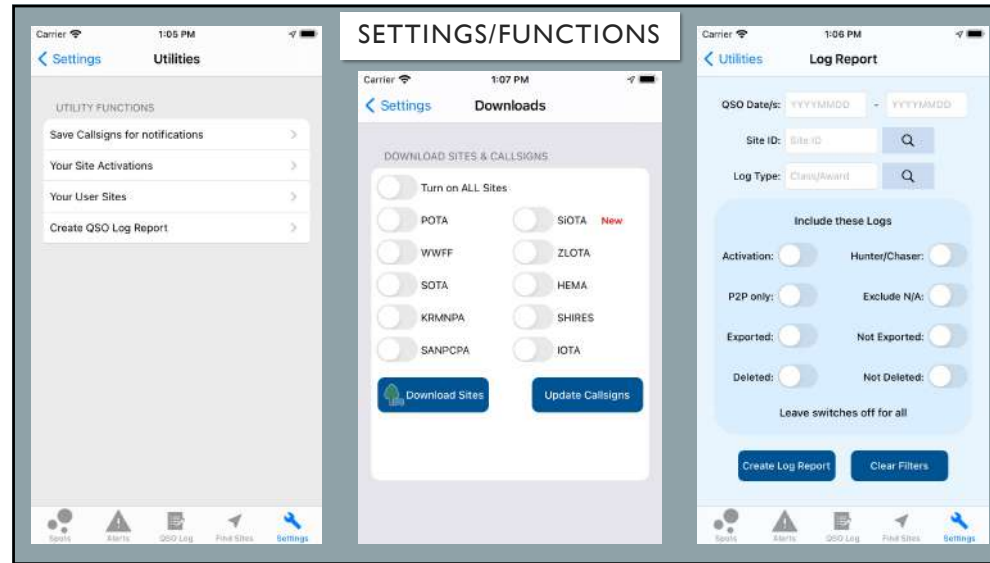 SETTINGS/FUNCTIONS
Carrier 1:05 PM
Settings Utilities
UTILITY FUNCTIONS
Save Callsigns for notifications
Your Site Activations
Your User Sites
Create QSO Log Report
Spots Alerts QSO Log Find Sites Settings
Carrier 1:07 PM
Settings Downloads
DOWNLOAD SITES & CALLSIGNS
Turn on ALL Sites
POTA SiOTA New
WWFF ZLOTA
SOTA HEMA
KRMNPA SHIRES
SANPCPA IOTA
Download Sites Update Callsigns
Carrier 1:06 PM
Utilities Log Report
QSO Date/s: YYYYMMDD - YYYYMMDD
Site ID: Site ID
Log Type: Class/Award
Include these Logs
Activation: Hunter/Chaser:
P2P only: Exclude N/A:
Exported: Not Exported:
Deleted: Not Deleted:
Leave switches off for all
Create Log Report Clear Filters
Spots Alerts QSO Log Find Sites Settings